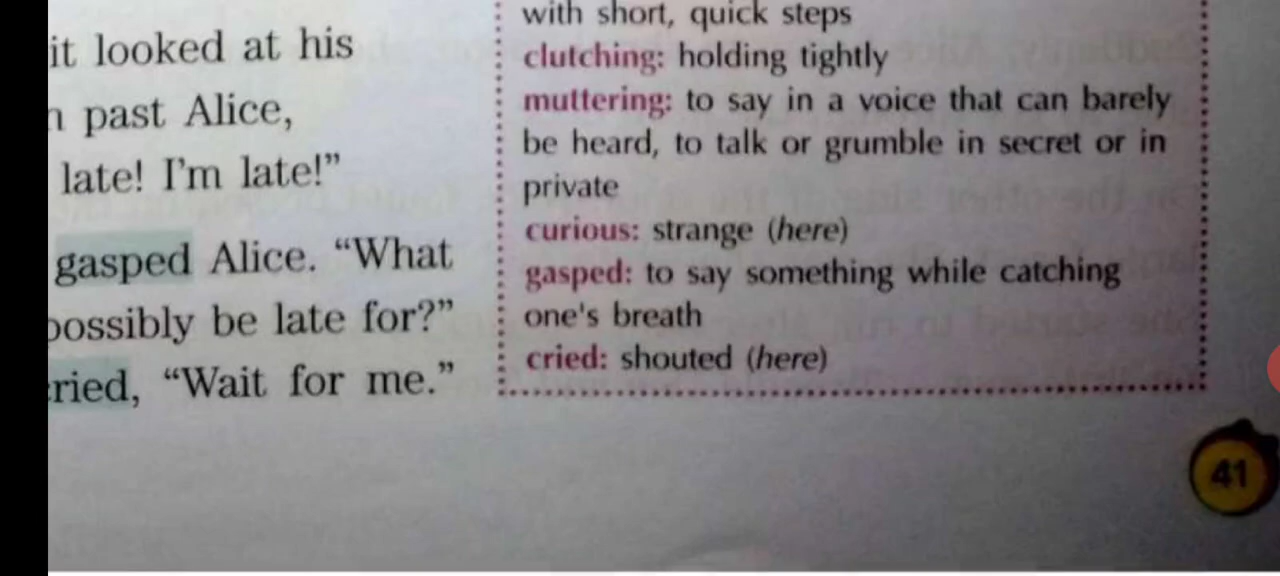 it looked at his
past Alice,
late! I'm late!”
gasped Alice. “What
possibly be late for?”
cried, “Wait for me.”
with short, quick steps
clutching: holding tightly
muttering: to say in a voice that can barely
be heard, to talk or grumble in secret or in
private
curious: strange (here)
gasped: to say something while catching
one's breath
cried: shouted (here)
41